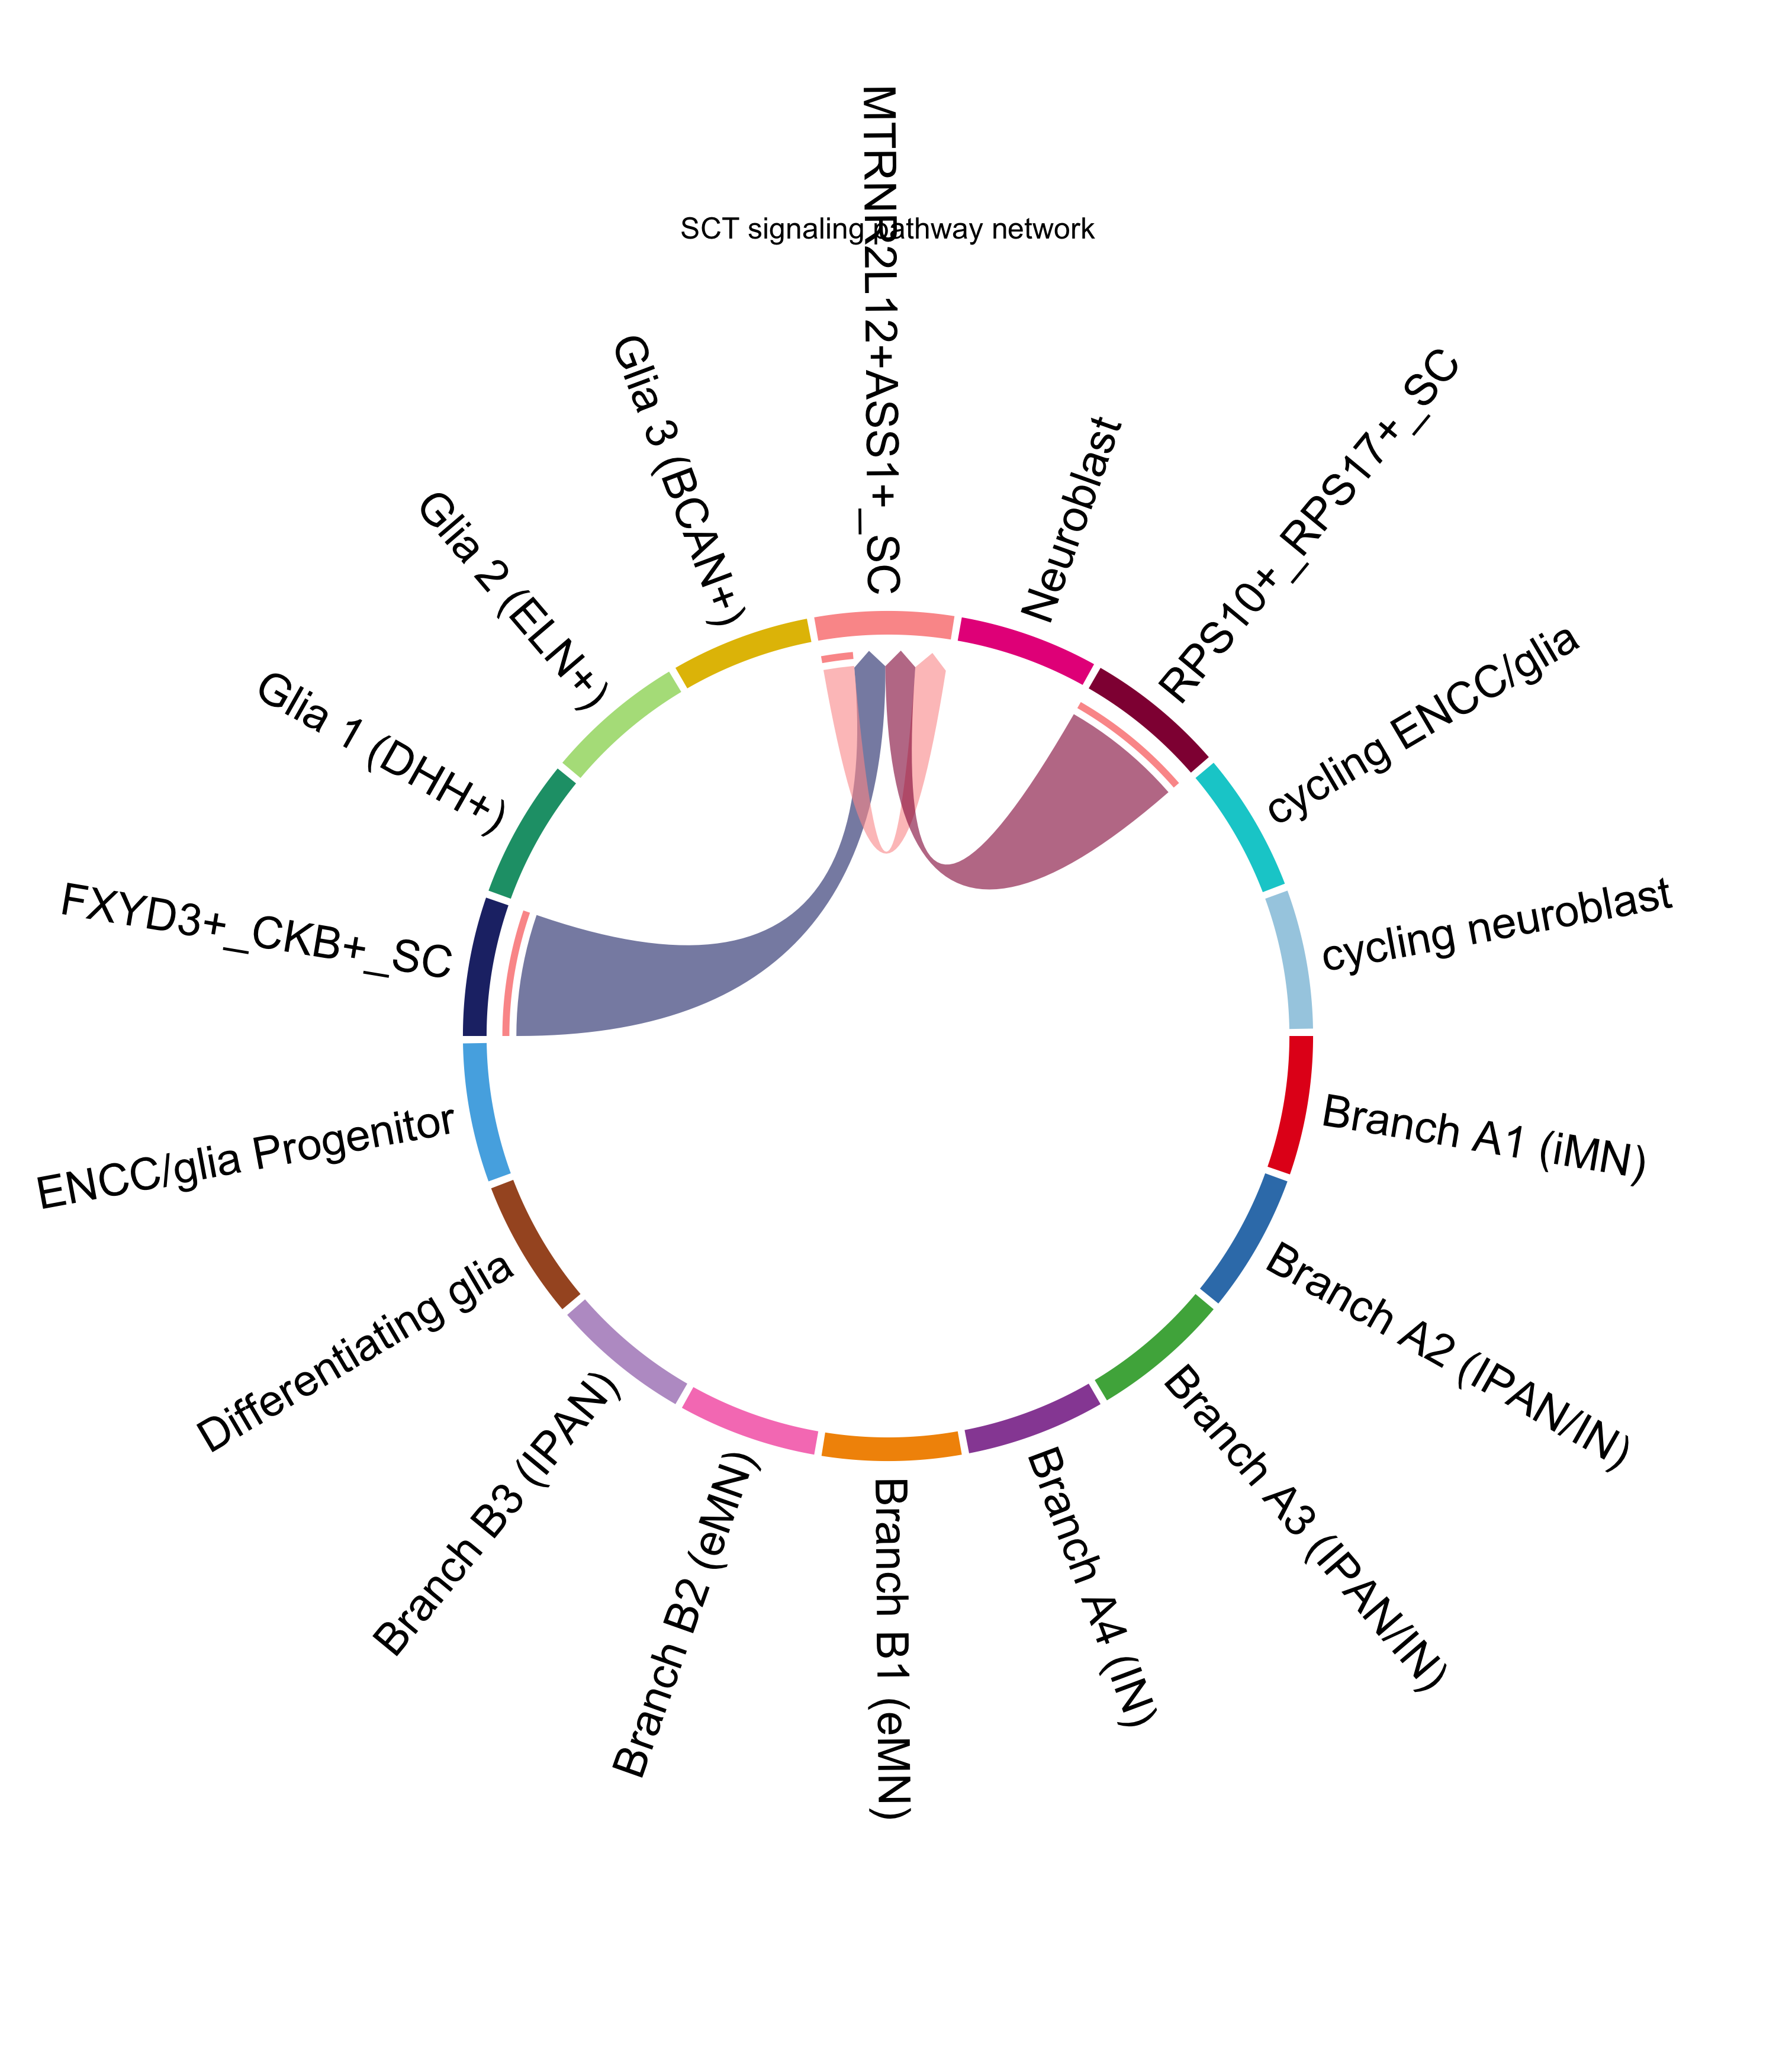 MTRNR2L12+ASS1+_SC
SCT signaling pathway network
Neuroblast
RPS10+_RPS17+_SC
cycling ENCC/glia
cycling neuroblast
Branch A1 (iMN)
Branch A2 (IPAN/IN)
Branch A3 (IPAN/IN)
Branch A4 (IN)
Branch B1 (eMN)
Branch B2 (eMN)
Branch B3 (IPAN)
Differentiating glia
ENCC/glia Progenitor
FXYD3+_CKB+_SC
Glia 1 (DHH+)
Glia 2 (ELN+)
Glia 3 (BCAN+)